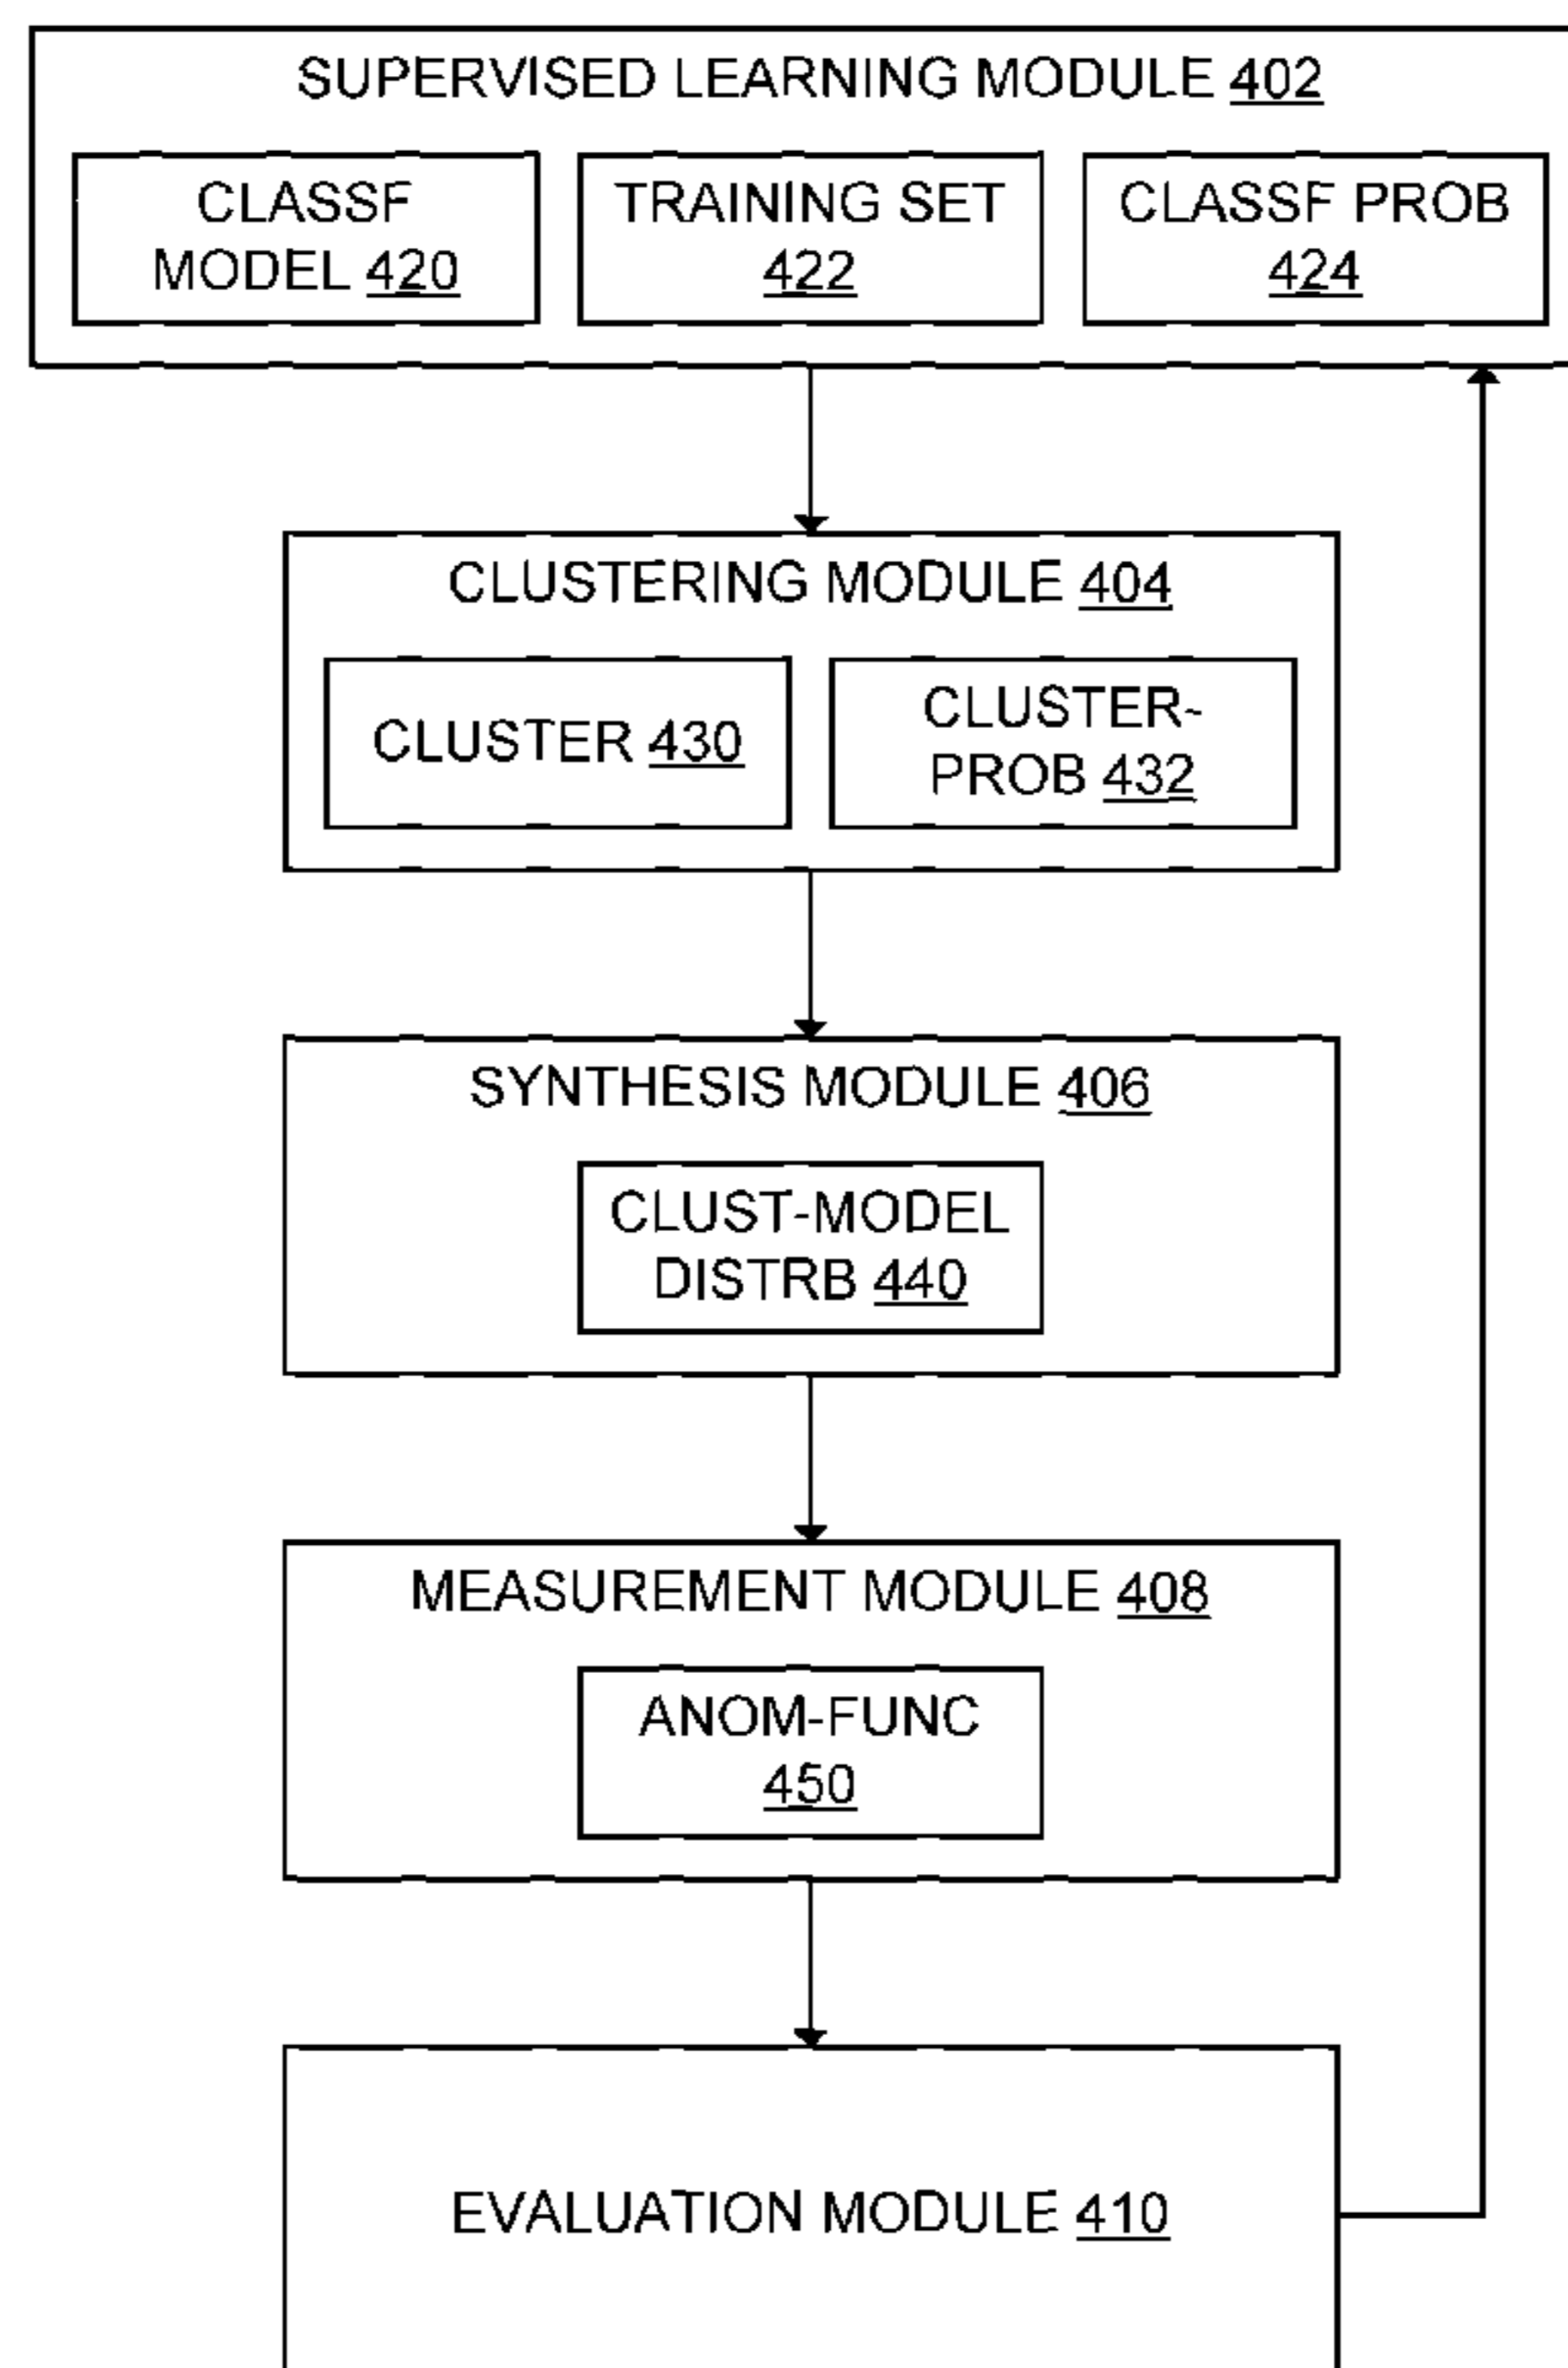 SUPERVISED LEARNING MODULE 402
CLASSF
MODEL 420
TRAINING SET
422
CLASSF PROB
424
CLUSTERING MODULE 404
CLUSTER 430
CLUSTER-
PROB 432
SYNTHESIS MODULE 406
CLUST-MODEL
DISTRB 440
MEASUREMENT MODULE 408
ANOM-FUNC
450
EVALUATION MODULE 410